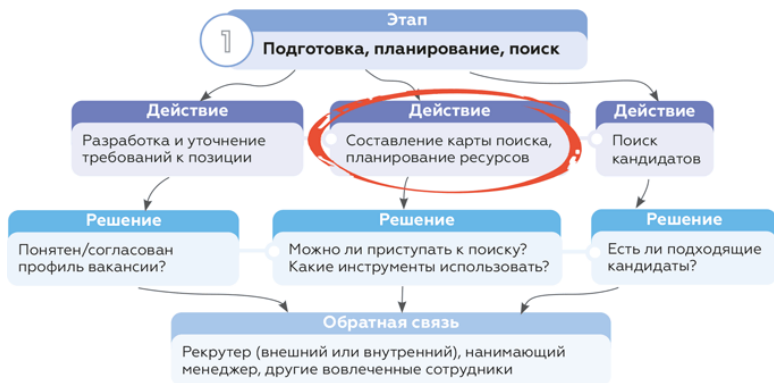 1
Этап
Подготовка, планирование, поиск
Действие
Разработка и уточнение
требований к позиции
Действие
Составление карты поиска,
планирование ресурсов
Действие
Поиск
кандидатов
Решение
Понятен/согласован
профиль вакансии?
Решение
Можно ли приступать к поиску?
Какие инструменты использовать?
Решение
Есть ли подходящие
кандидаты?
Обратная связь
Рекрутер (внешний или внутренний), нанимающий
менеджер, другие вовлеченные сотрудники